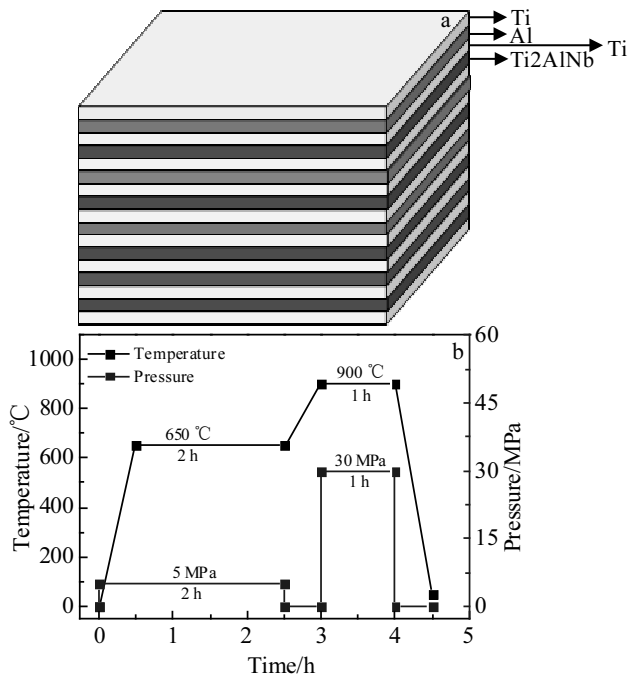 a
Ti
Al
Ti
Ti2AlNb
b
Temperature
Pressure
900 ℃
1 h
650 ℃
2 h
30 MPa
1 h
5 MPa
2 h
Temperature/℃
1000
800
600
400
200
0
Pressure/MPa
60
45
30
15
0
0
1
2
3
4
5
Time/h